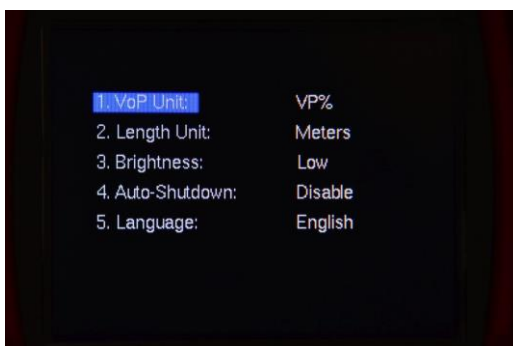 1. VoP Unit: VP%
2. Length Unit: Meters
3. Brightness: Low
4. Auto-Shutdown: Disable
5. Language: English